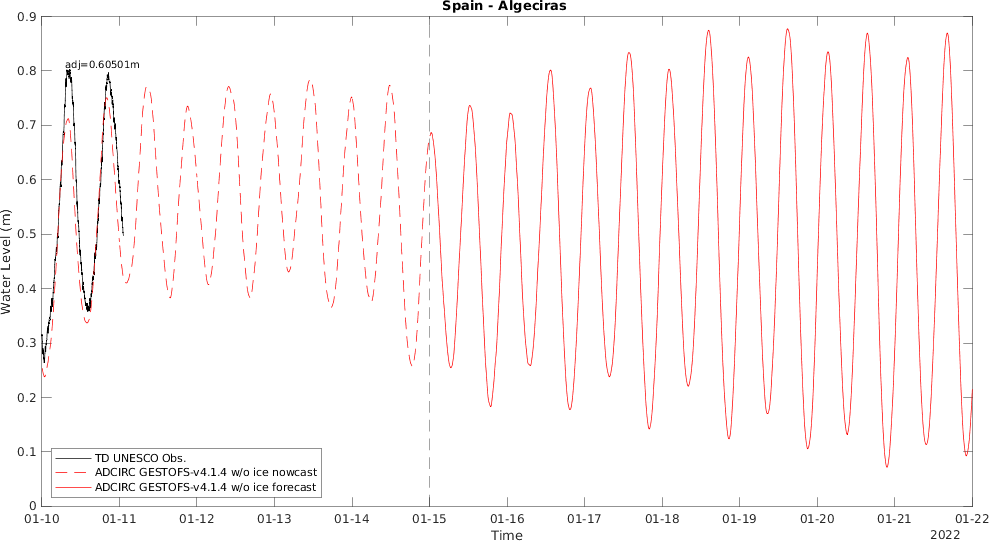 Spain - Algeciras
adj=0.60501m
Water Level (m)
0.9
0.8
0.7
0.6
0.5
0.4
0.3
0.2
0.1
0
TD UNESCO Obs.
ADCIRC GESTOFS-v4.1.4 w/o ice nowcast
ADCIRC GESTOFS-v4.1.4 w/o ice forecast
01-10 01-11 01-12 01-13 01-14 01-15 01-16 01-17 01-18 01-19 01-20 01-21 01-22
Time
2022